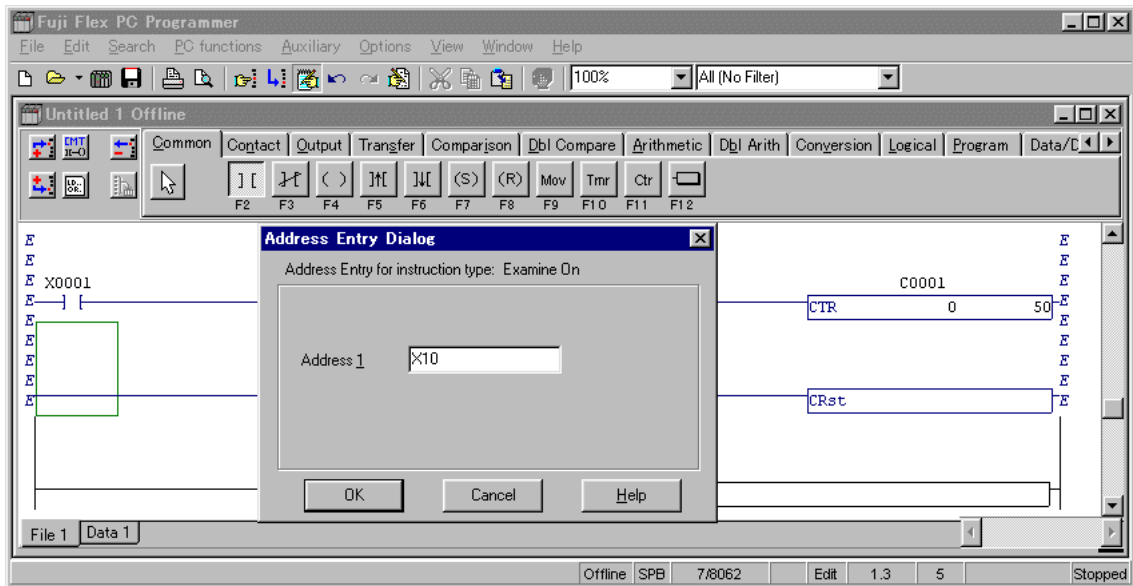 Fuji Flex PC Programmer
File Edit Search PC functions Auxiliary Options View Window Help
100% All (No Filter)
Untitled 1 Offline
CMT
LD.
OR.
Common Contact Output Transfer Comparison Dbl Compare Arithmetic Dbl Arith Conversion Logical Program Data/D
(S) (R) Mov Tmr Ctr
F2 F3 F4 F5 F6 F7 F8 F9 F10 F11 F12
Address Entry Dialog
Address Entry for instruction type: Examine On
Address 1 X10
OK Cancel Help
E E
E E
E X0001 C0001 E
E CTR 0 50 E
E E
E E
E E
E E
E CRst E
File 1 Data 1
Offline SPB 7/8062 Edit 1.3 5 Stopped